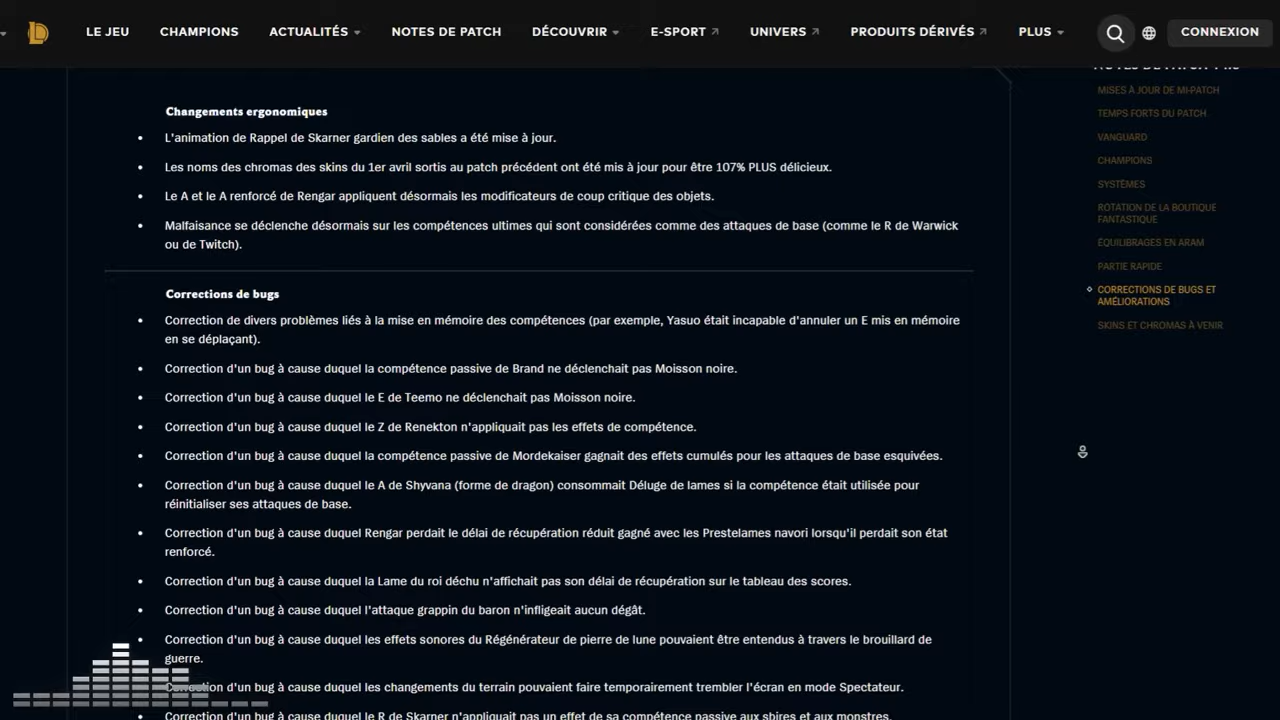 LE JEU
CHAMPIONS
ACTUALITÉS
NOTES DE PATCH
DÉCOUVRIR
E-SPORT
UNIVERS
PRODUITS DÉRIVÉS
PLUS
CONNEXION
Changements ergonomiques
L'animation de Rappel de Skarner gardien des sables a été mise à jour.
Les noms des chromas des skins du 1er avril sortis au patch précédent ont été mis à jour pour être 107% PLUS délicieux.
Le A et le A renforcé de Rengar appliquent désormais les modificateurs de coup critique des objets.
Malfaisance se déclenche désormais sur les compétences ultimes qui sont considérées comme des attaques de base (comme le R de Warwick
ou de Twitch).
Corrections de bugs
Correction de divers problèmes liés à la mise en mémoire des compétences (par exemple, Yasuo était incapable d'annuler un E mis en mémoire
en se déplaçant).
Correction d'un bug à cause duquel la compétence passive de Brand ne déclenchait pas Moisson noire.
Correction d'un bug à cause duquel le E de Teemo ne déclenchait pas Moisson noire.
Correction d'un bug à cause duquel le Z de Renekton n'appliquait pas les effets de compétence.
Correction d'un bug à cause duquel la compétence passive de Mordekaiser gagnait des effets cumulés pour les attaques de base esquivées.
Correction d'un bug à cause duquel le A de Shyvana (forme de dragon) consommait Déluge de lames si la compétence était utilisée pour
réinitialiser ses attaques de base.
Correction d'un bug à cause duquel Rengar perdait le délai de récupération réduit gagné avec les Prestelames navori lorsqu'il perdait son état
renforcé.
Correction d'un bug à cause duquel la Lame du roi déchu n'affichait pas son délai de récupération sur le tableau des scores.
Correction d'un bug à cause duquel l'attaque grappin du baron n'infligeait aucun dégât.
Correction d'un bug à cause duquel les effets sonores du Régénérateur de pierre de lune pouvaient être entendus à travers le brouillard de
guerre.
Correction d'un bug à cause duquel les changements du terrain pouvaient faire temporairement trembler l'écran en mode Spectateur.
Correction d'un bug à cause duquel le R de Skarner n'appliquait pas un effet de sa compétence passive aux sbires et aux monstres.
MISES À JOUR DE MI-PATCH
TEMPS FORTS DU PATCH
VANGUARD
CHAMPIONS
SYSTÈMES
ROTATION DE LA BOUTIQUE
FANTASTIQUE
ÉQUILIBRAGES EN ARAM
PARTIE RAPIDE
CORRECTIONS DE BUGS ET
AMÉLIORATIONS
SKINS ET CHROMAS À VENIR